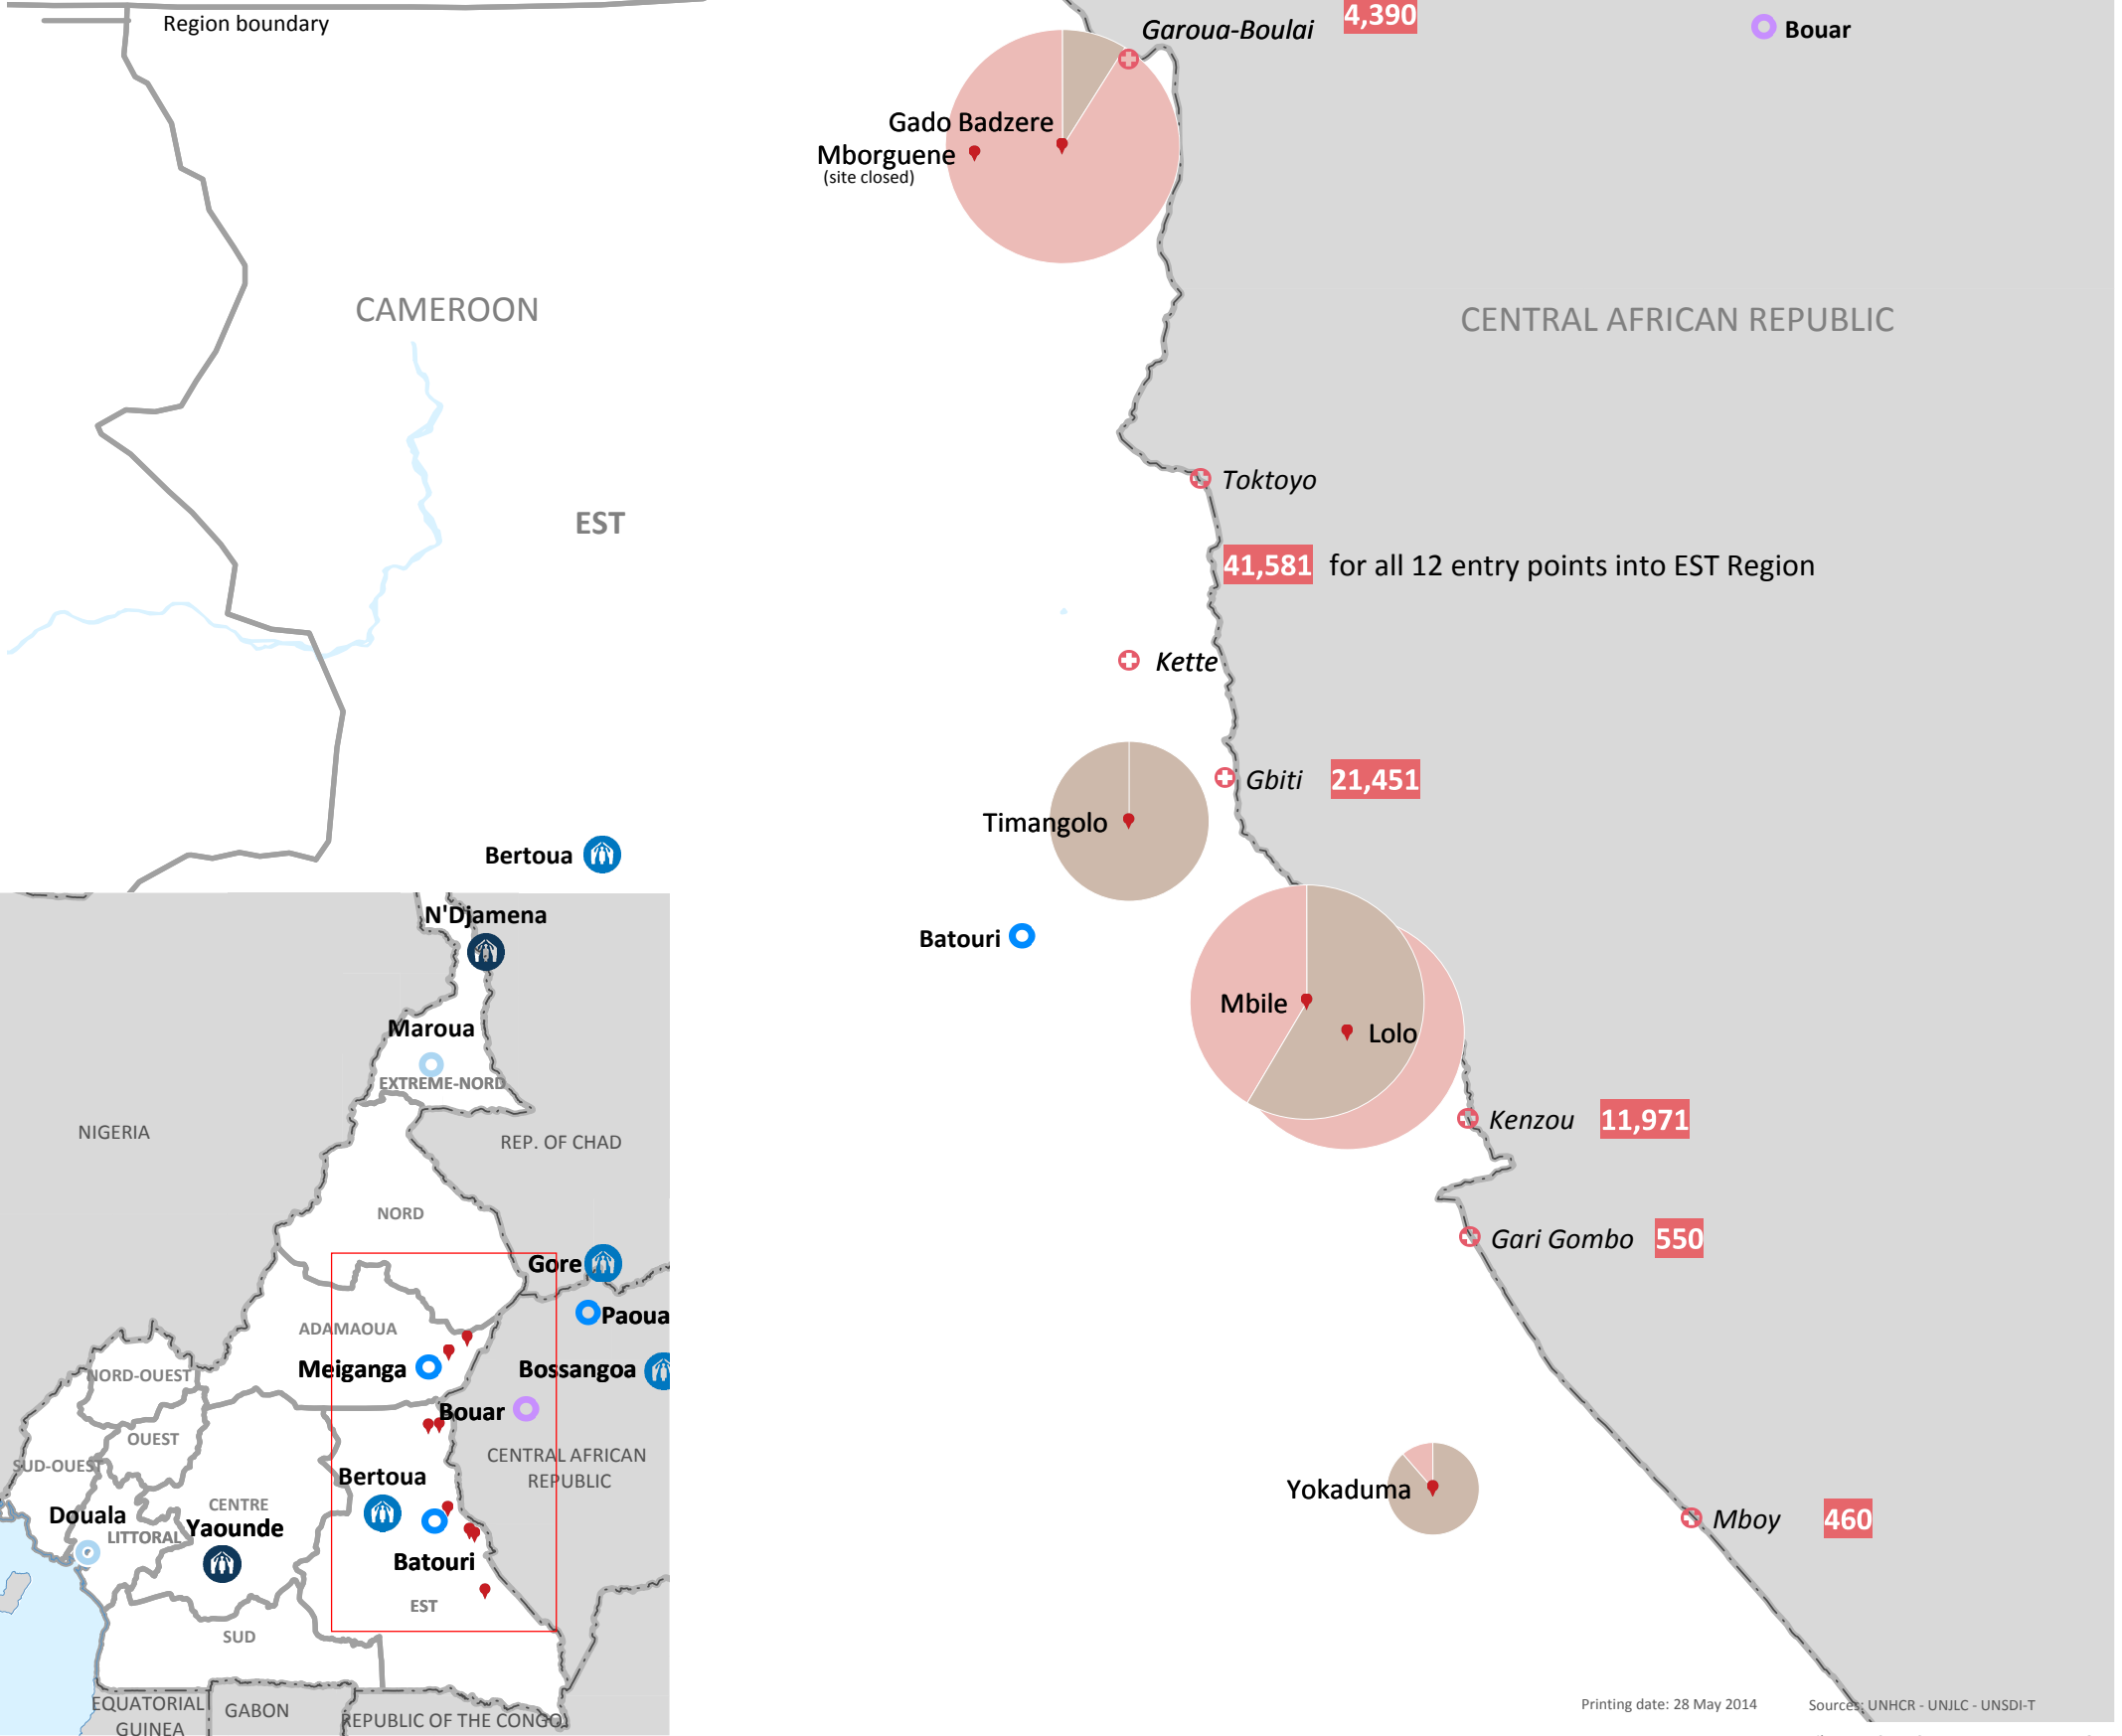 Region boundary
Garoua-Boulai 4,390
Bouar
Gado Badzere
Mborguene
(site closed)
CAMEROON
CENTRAL AFRICAN REPUBLIC
Toktoyo
EST
41,581 for all 12 entry points into EST Region
Kette
Gbiti 21,451
Timangolo
Bertoua
Batouri
Mbile
Lolo
Kenzou 11,971
Gari Gombo 550
Yokaduma
Mboy 460
N'Djamena
Maroua
EXTREME-NORD
NIGERIA
REP. OF CHAD
NORD
Gore
Paoua
ADAMAOUA
Meiganga
Bossangoa
NORD-OUEST
Bouar
OUEST
CENTRAL AFRICAN
REPUBLIC
SUD-OUEST
Bertoua
CENTRE
Douala
LITTORAL
Yaounde
Batouri
EST
SUD
EQUATORIAL
GUINEA
GABON
REPUBLIC OF THE CONGO
Printing date: 28 May 2014
Sources: UNHCR - UNJLC - UNSDI-T